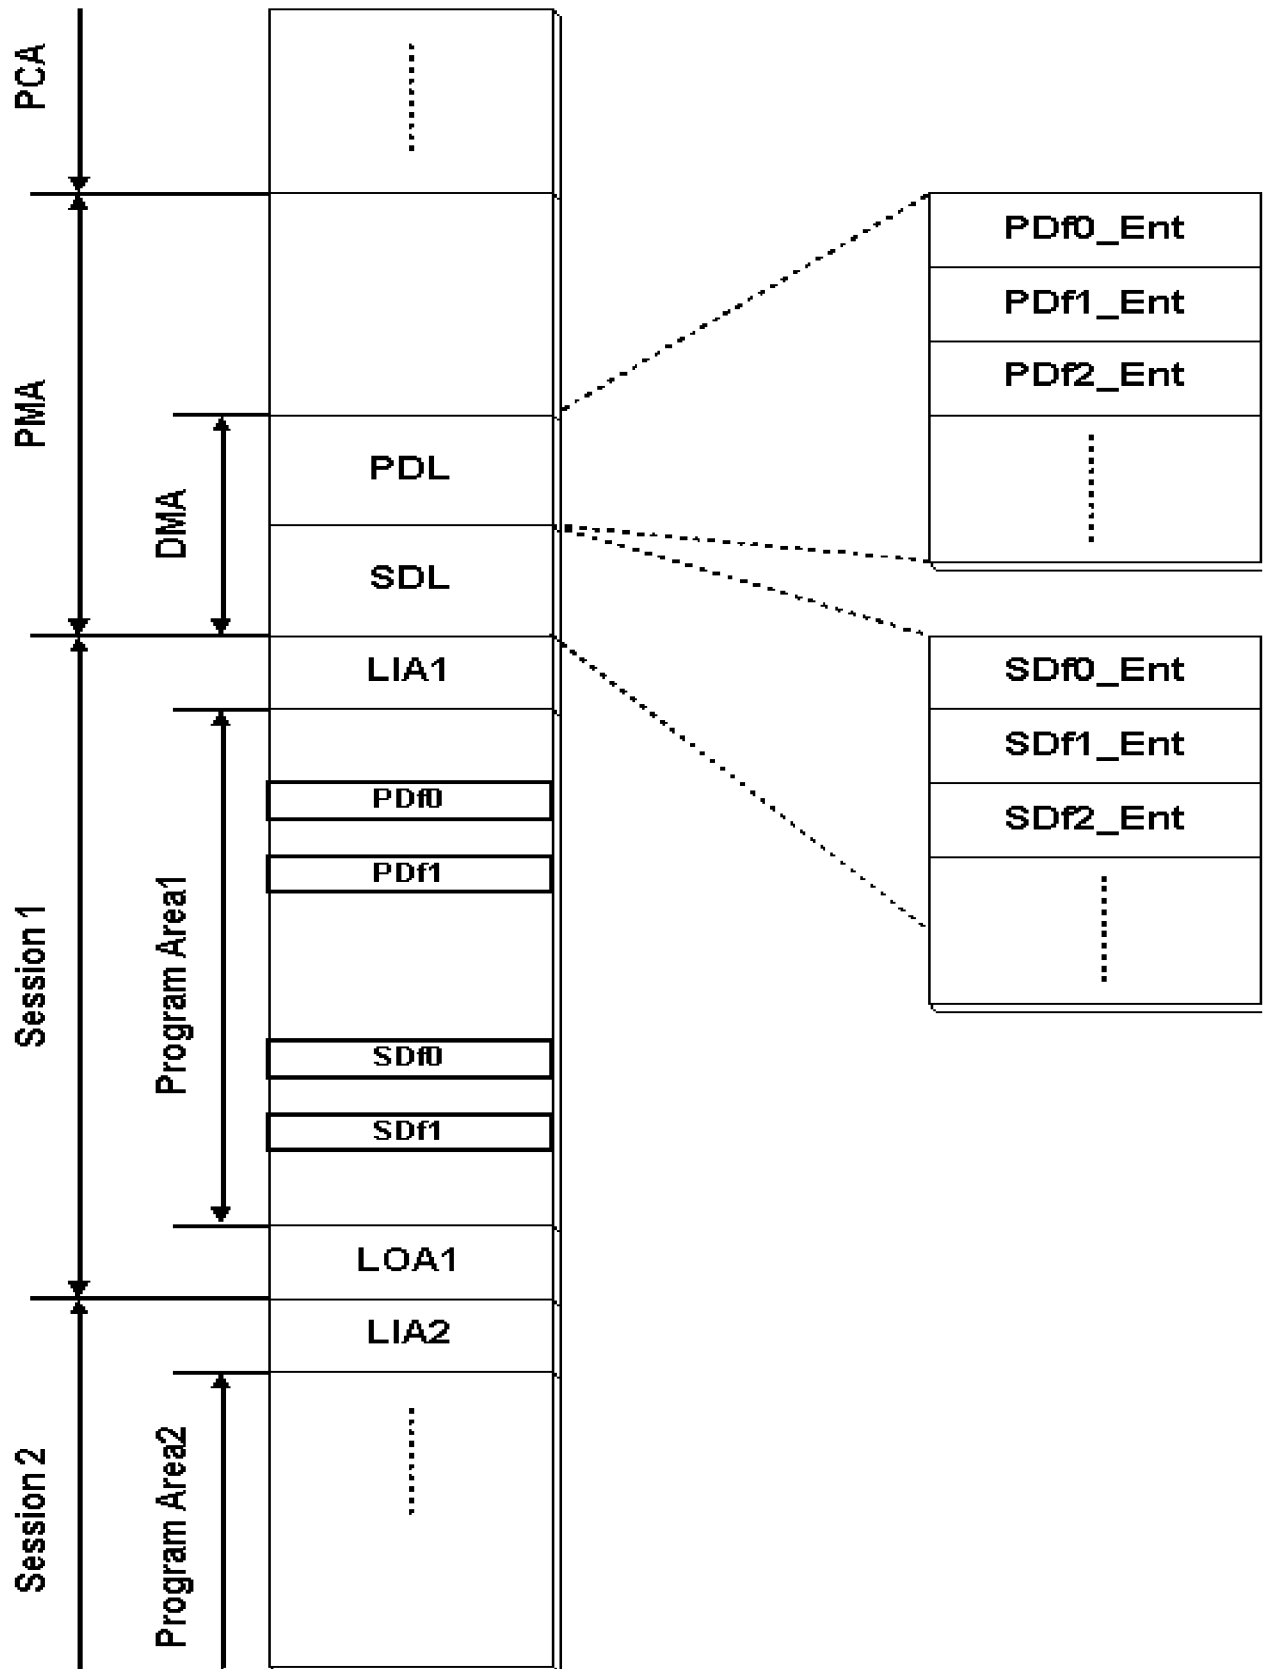 PCA
PMA
DMA
PDL
SDL
PDf0_Ent
PDf1_Ent
PDf2_Ent
Session 1
LIA1
Program Area1
PDf0
PDf1
SDf0
SDf1
LOA1
SDf0_Ent
SDf1_Ent
SDf2_Ent
Session 2
LIA2
Program Area2